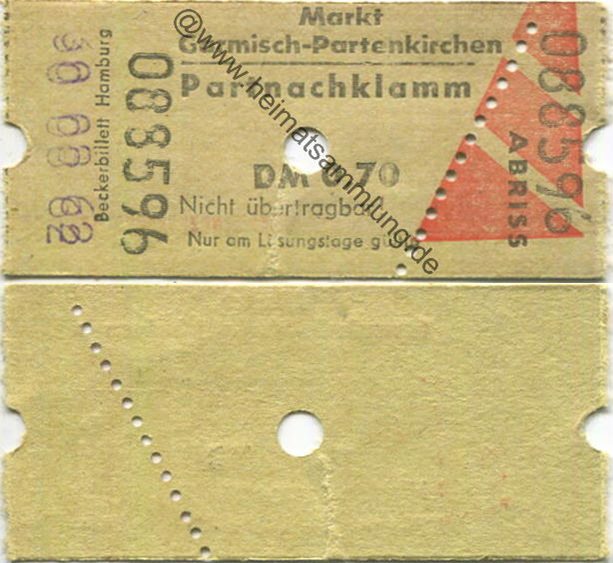 Markt
Garmisch-Partenkirchen
Partnachklamm
DM 0,70
Nicht übertragbar
Nur am Lösungstage gültig
088596
Beckerbillett Hamburg
088596
ABRISS
@www.heimatsammlung.de